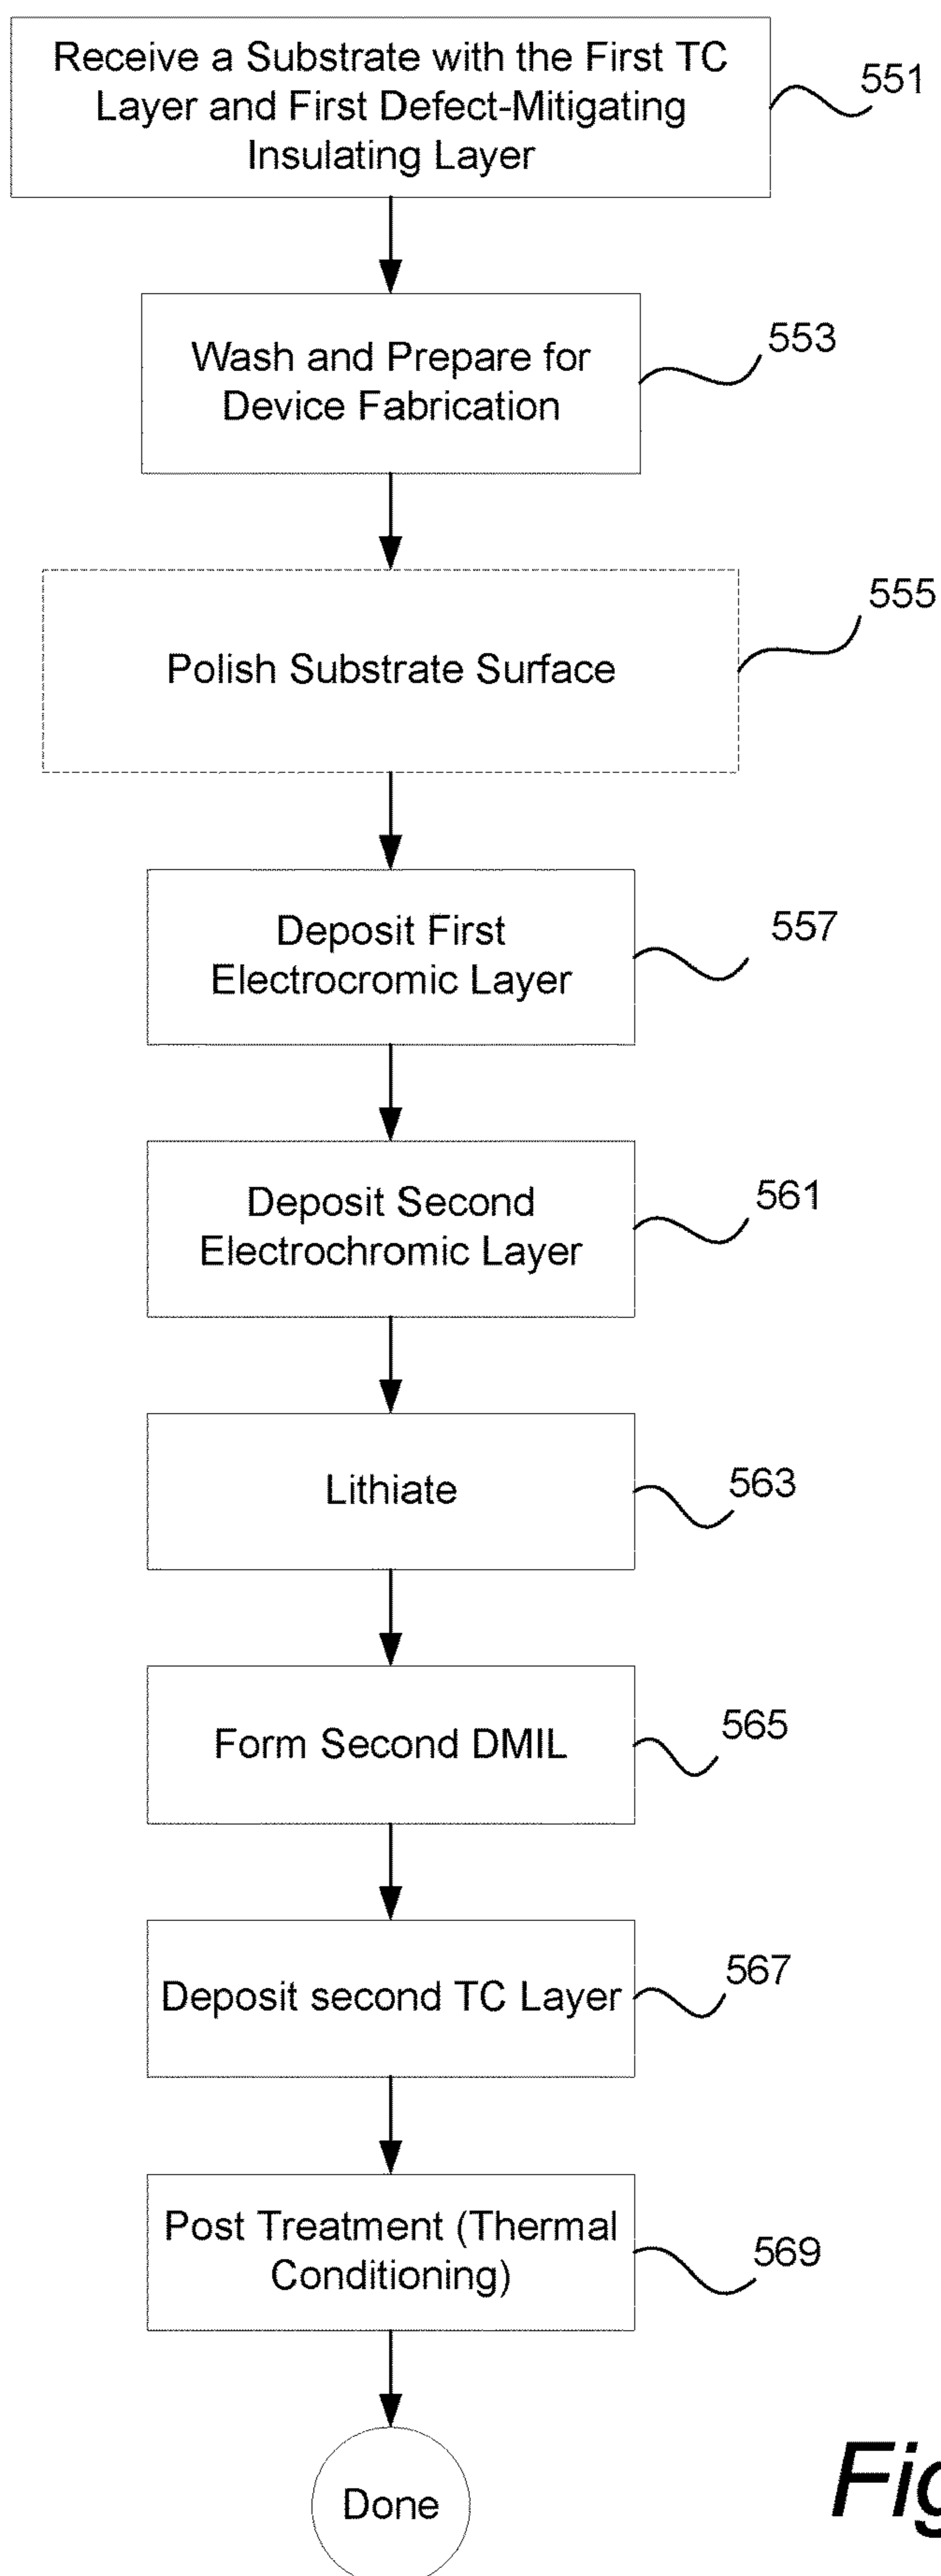 Receive a Substrate with the First TC
Layer and First Defect-Mitigating
Insulating Layer
551
Wash and Prepare for
Device Fabrication
553
Polish Substrate Surface
555
Deposit First
Electrocromic Layer
557
Deposit Second
Electrochromic Layer
561
Lithiate
563
Form Second DMIL
565
Deposit second TC Layer
567
Post Treatment (Thermal
Conditioning)
569
Done